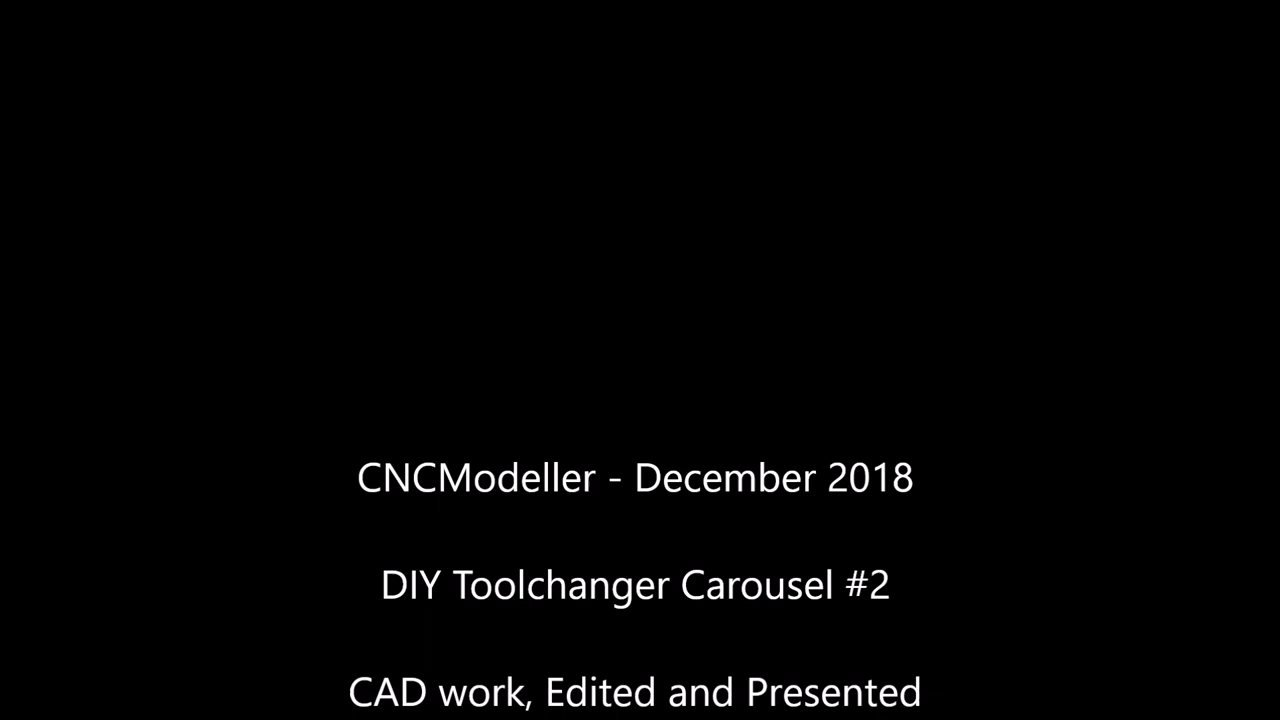 CNCModeller - December 2018
DIY Toolchanger Carousel #2
CAD work, Edited and Presented